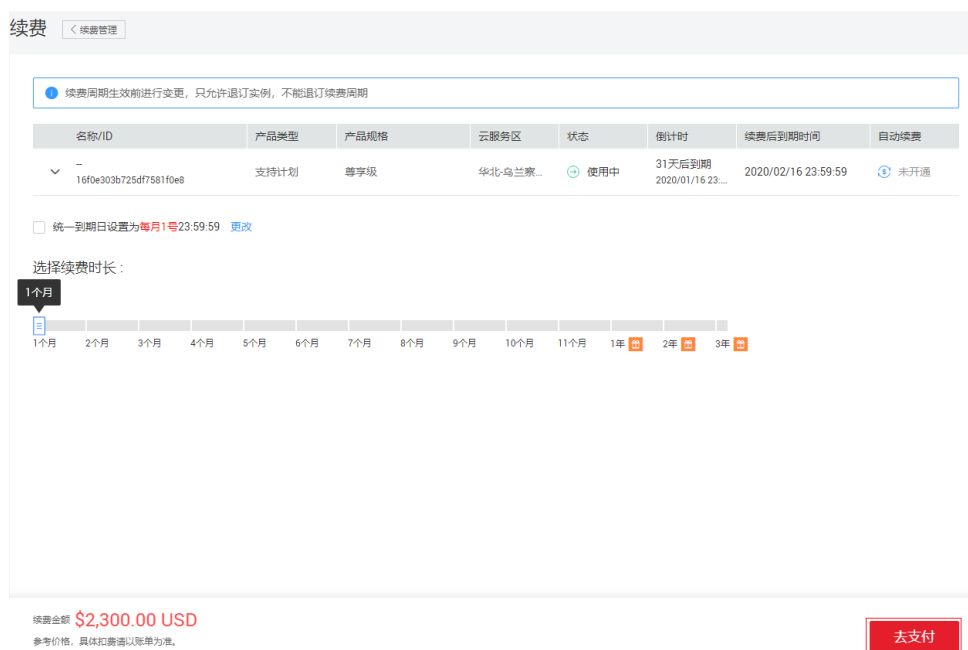 续费 < 续费管理
续费周期生效前进行变更，只允许退订实例，不能退订续费周期
名称/ID 产品类型 产品规格 云服务区 状态 倒计时 续费后到期时间 自动续费
-- 支持计划 尊享级 华北-乌兰察... 使用中 31天后到期 2020/02/16 23:59:59 未开通
16f0e303b725df7581f0e8 2020/01/16 23:...
统一到期日设置为每月1号23:59:59 更改
选择续费时长：
1个月
1个月 2个月 3个月 4个月 5个月 6个月 7个月 8个月 9个月 10个月 11个月 1年 2年 3年
续费金额 $2,300.00 USD
参考价格，具体扣费请以账单为准。
去支付